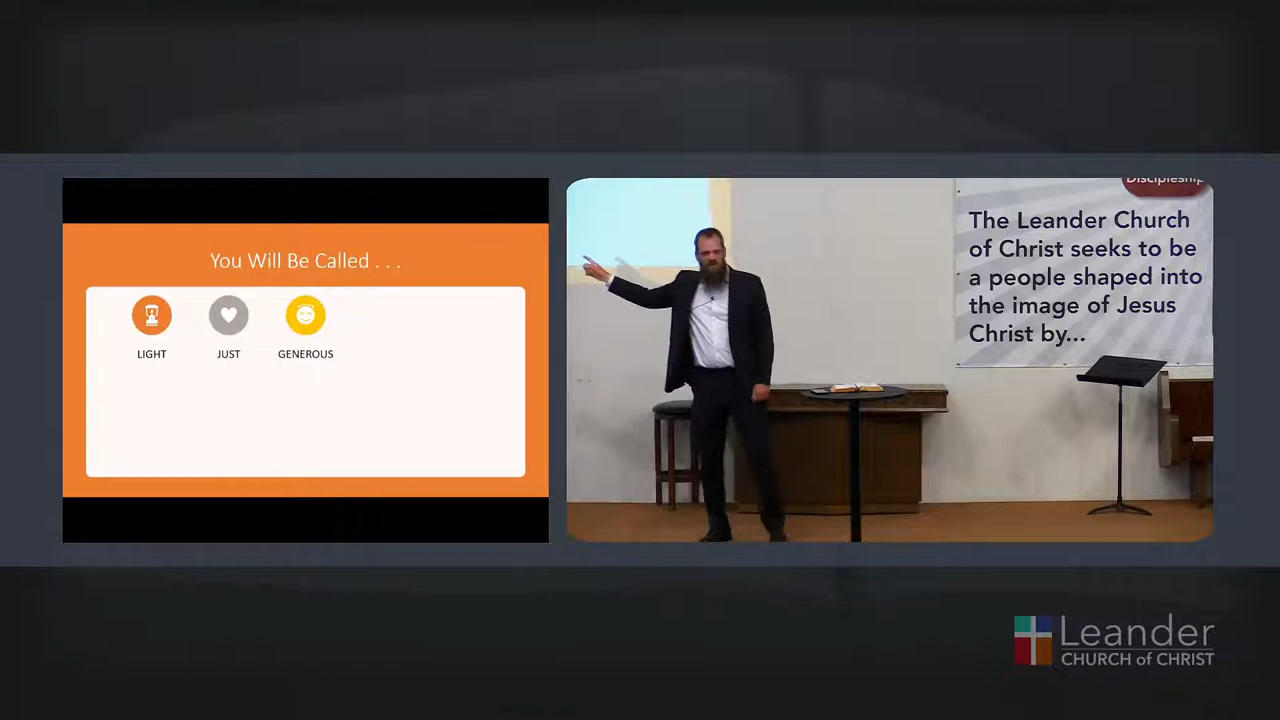 You Will Be Called . . .
LIGHT
JUST
GENEROUS
Discipleship
The Leander Church
of Christ seeks to be
a people shaped into
the image of Jesus
Christ by...
Leander
CHURCH of CHRIST